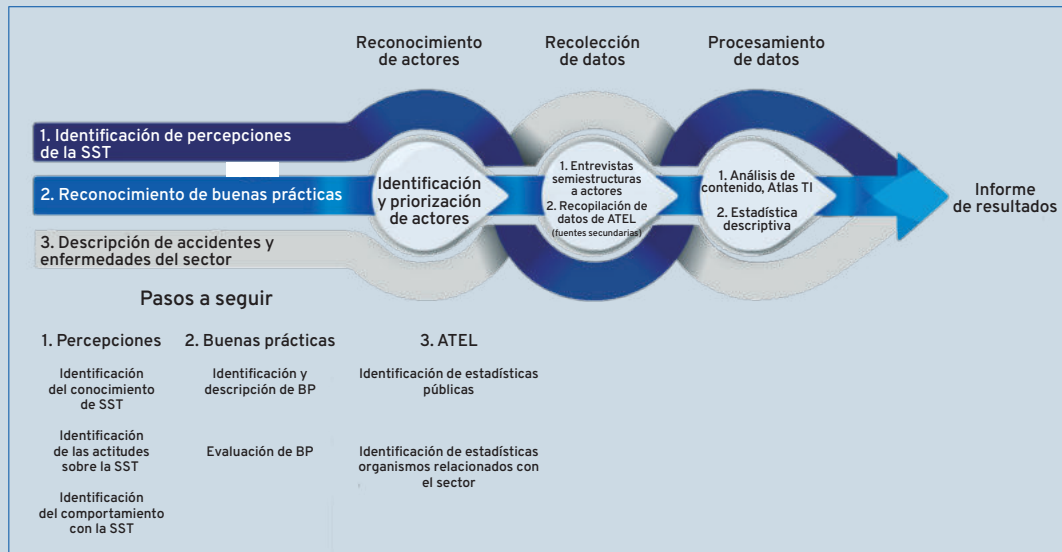 Reconocimiento
de actores
Recolección
de datos
Procesamiento
de datos
1. Identificación de percepciones
de la SST
2. Reconocimiento de buenas prácticas
3. Descripción de accidentes y
enfermedades del sector
Identificación
y priorización
de actores
1. Entrevistas
semiestructuras
a actores
2. Recopilación de
datos de ATEL
(fuentes secundarias)
1. Análisis de
contenido, Atlas TI
2. Estadística
descriptiva
Informe
de resultados
Pasos a seguir
1. Percepciones
Identificación
del conocimiento
de SST
Identificación
de las actitudes
sobre la SST
Identificación
del comportamiento
con la SST
2. Buenas prácticas
Identificación y
descripción de BP
Evaluación de BP
3. ATEL
Identificación de estadísticas
públicas
Identificación de estadísticas
organismos relacionados con
el sector